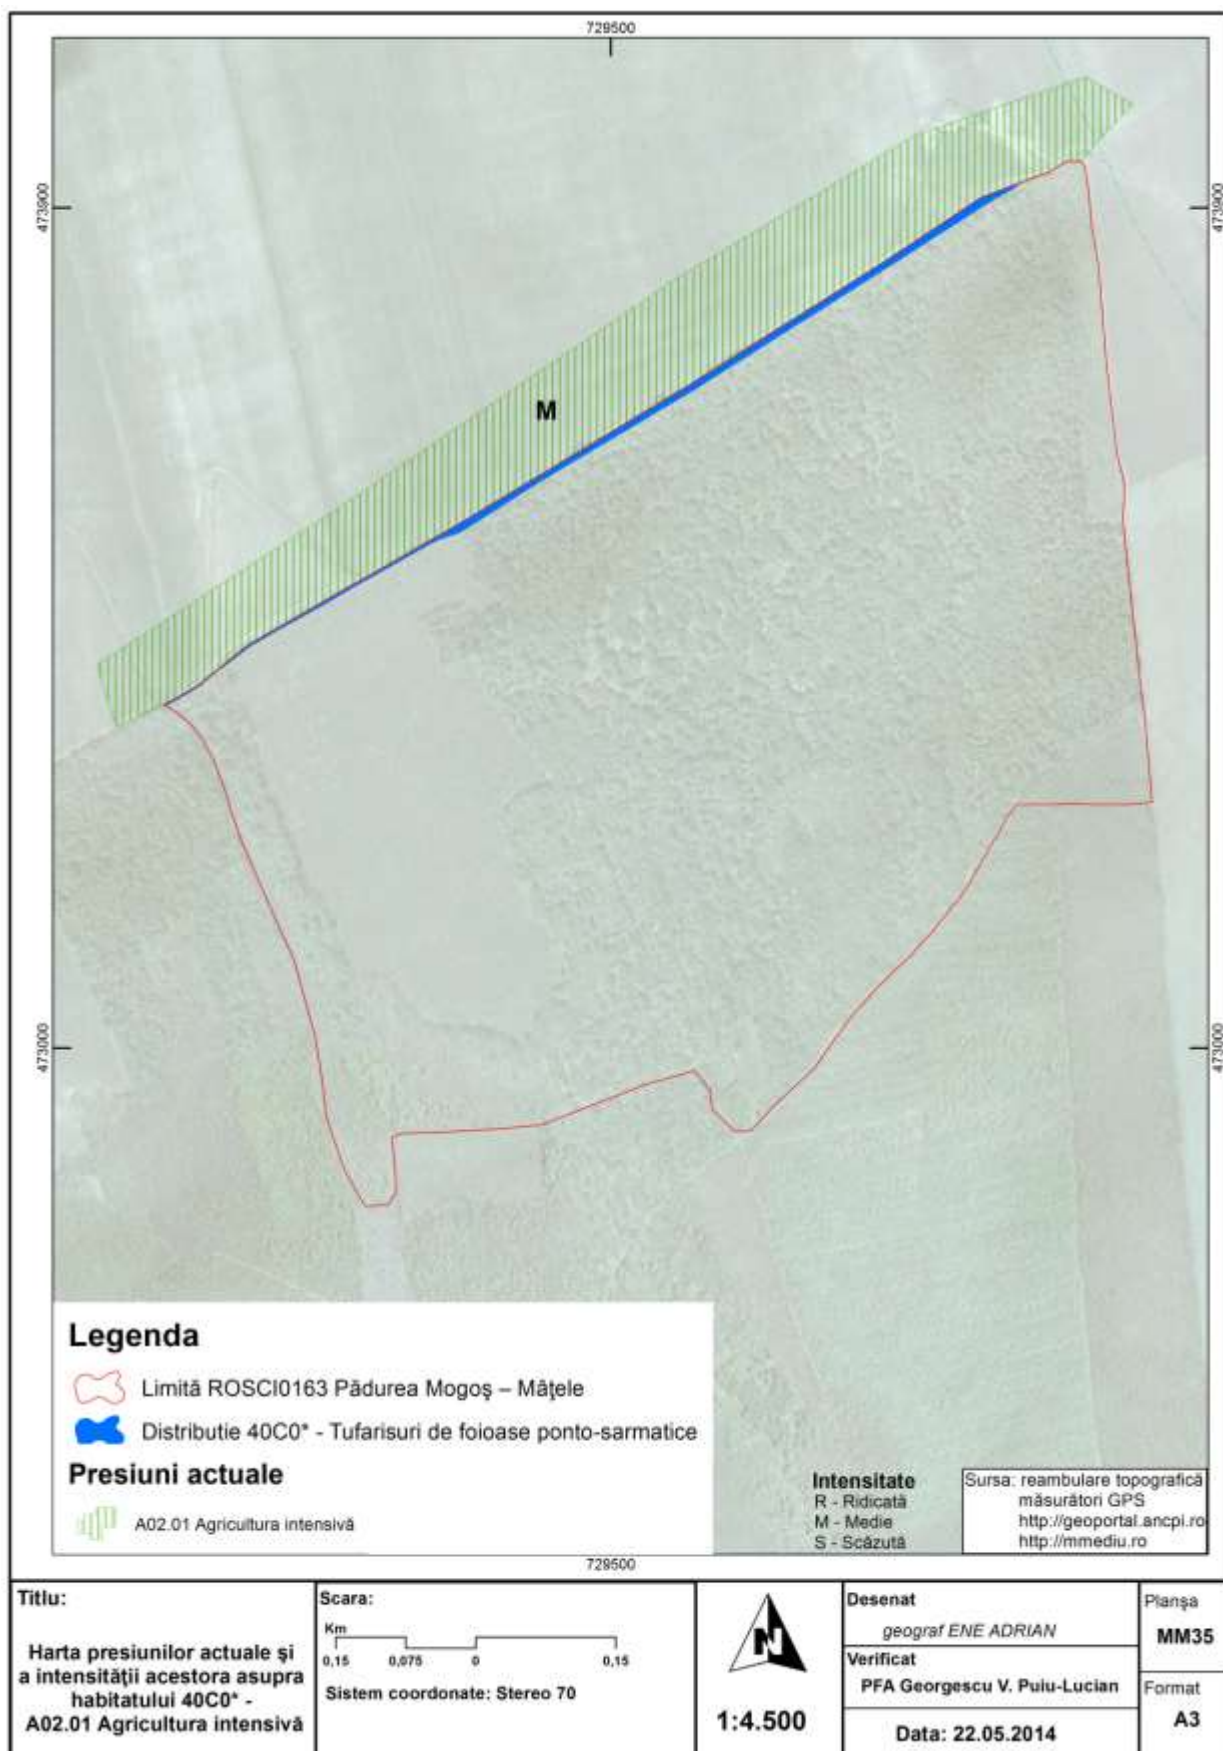 729500
473900
473900
M
473000
473000
Legenda
Limită ROSCI0163 Pădurea Mogoş – Mâţele
Distributie 40C0* - Tufarisuri de foioase ponto-sarmatice
Presiuni actuale
A02.01 Agricultura intensivă
Intensitate
R - Ridicată
M - Medie
S - Scăzută
Sursa: reambulare topografică
măsurători GPS
http://geoportal.ancpi.ro
http://mmediu.ro
729500
Titlu:
Harta presiunilor actuale şi
a intensităţii acestora asupra
habitatului 40C0* -
A02.01 Agricultura intensivă
Scara:
Km
0,15 0,075 0 0,15
Sistem coordonate: Stereo 70
N
1:4.500
Desenat
geograf ENE ADRIAN
Verificat
PFA Georgescu V. Puiu-Lucian
Data: 22.05.2014
Planşa
MM35
Format
A3